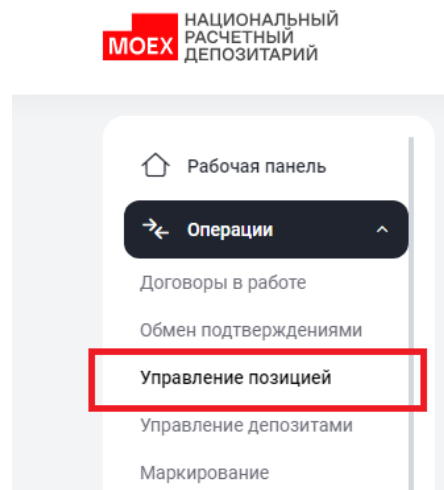 MOEX
НАЦИОНАЛЬНЫЙ
РАСЧЕТНЫЙ
ДЕПОЗИТАРИЙ
Рабочая панель
Операции
Договоры в работе
Обмен подтверждениями
Управление позицией
Управление депозитами
Маркирование